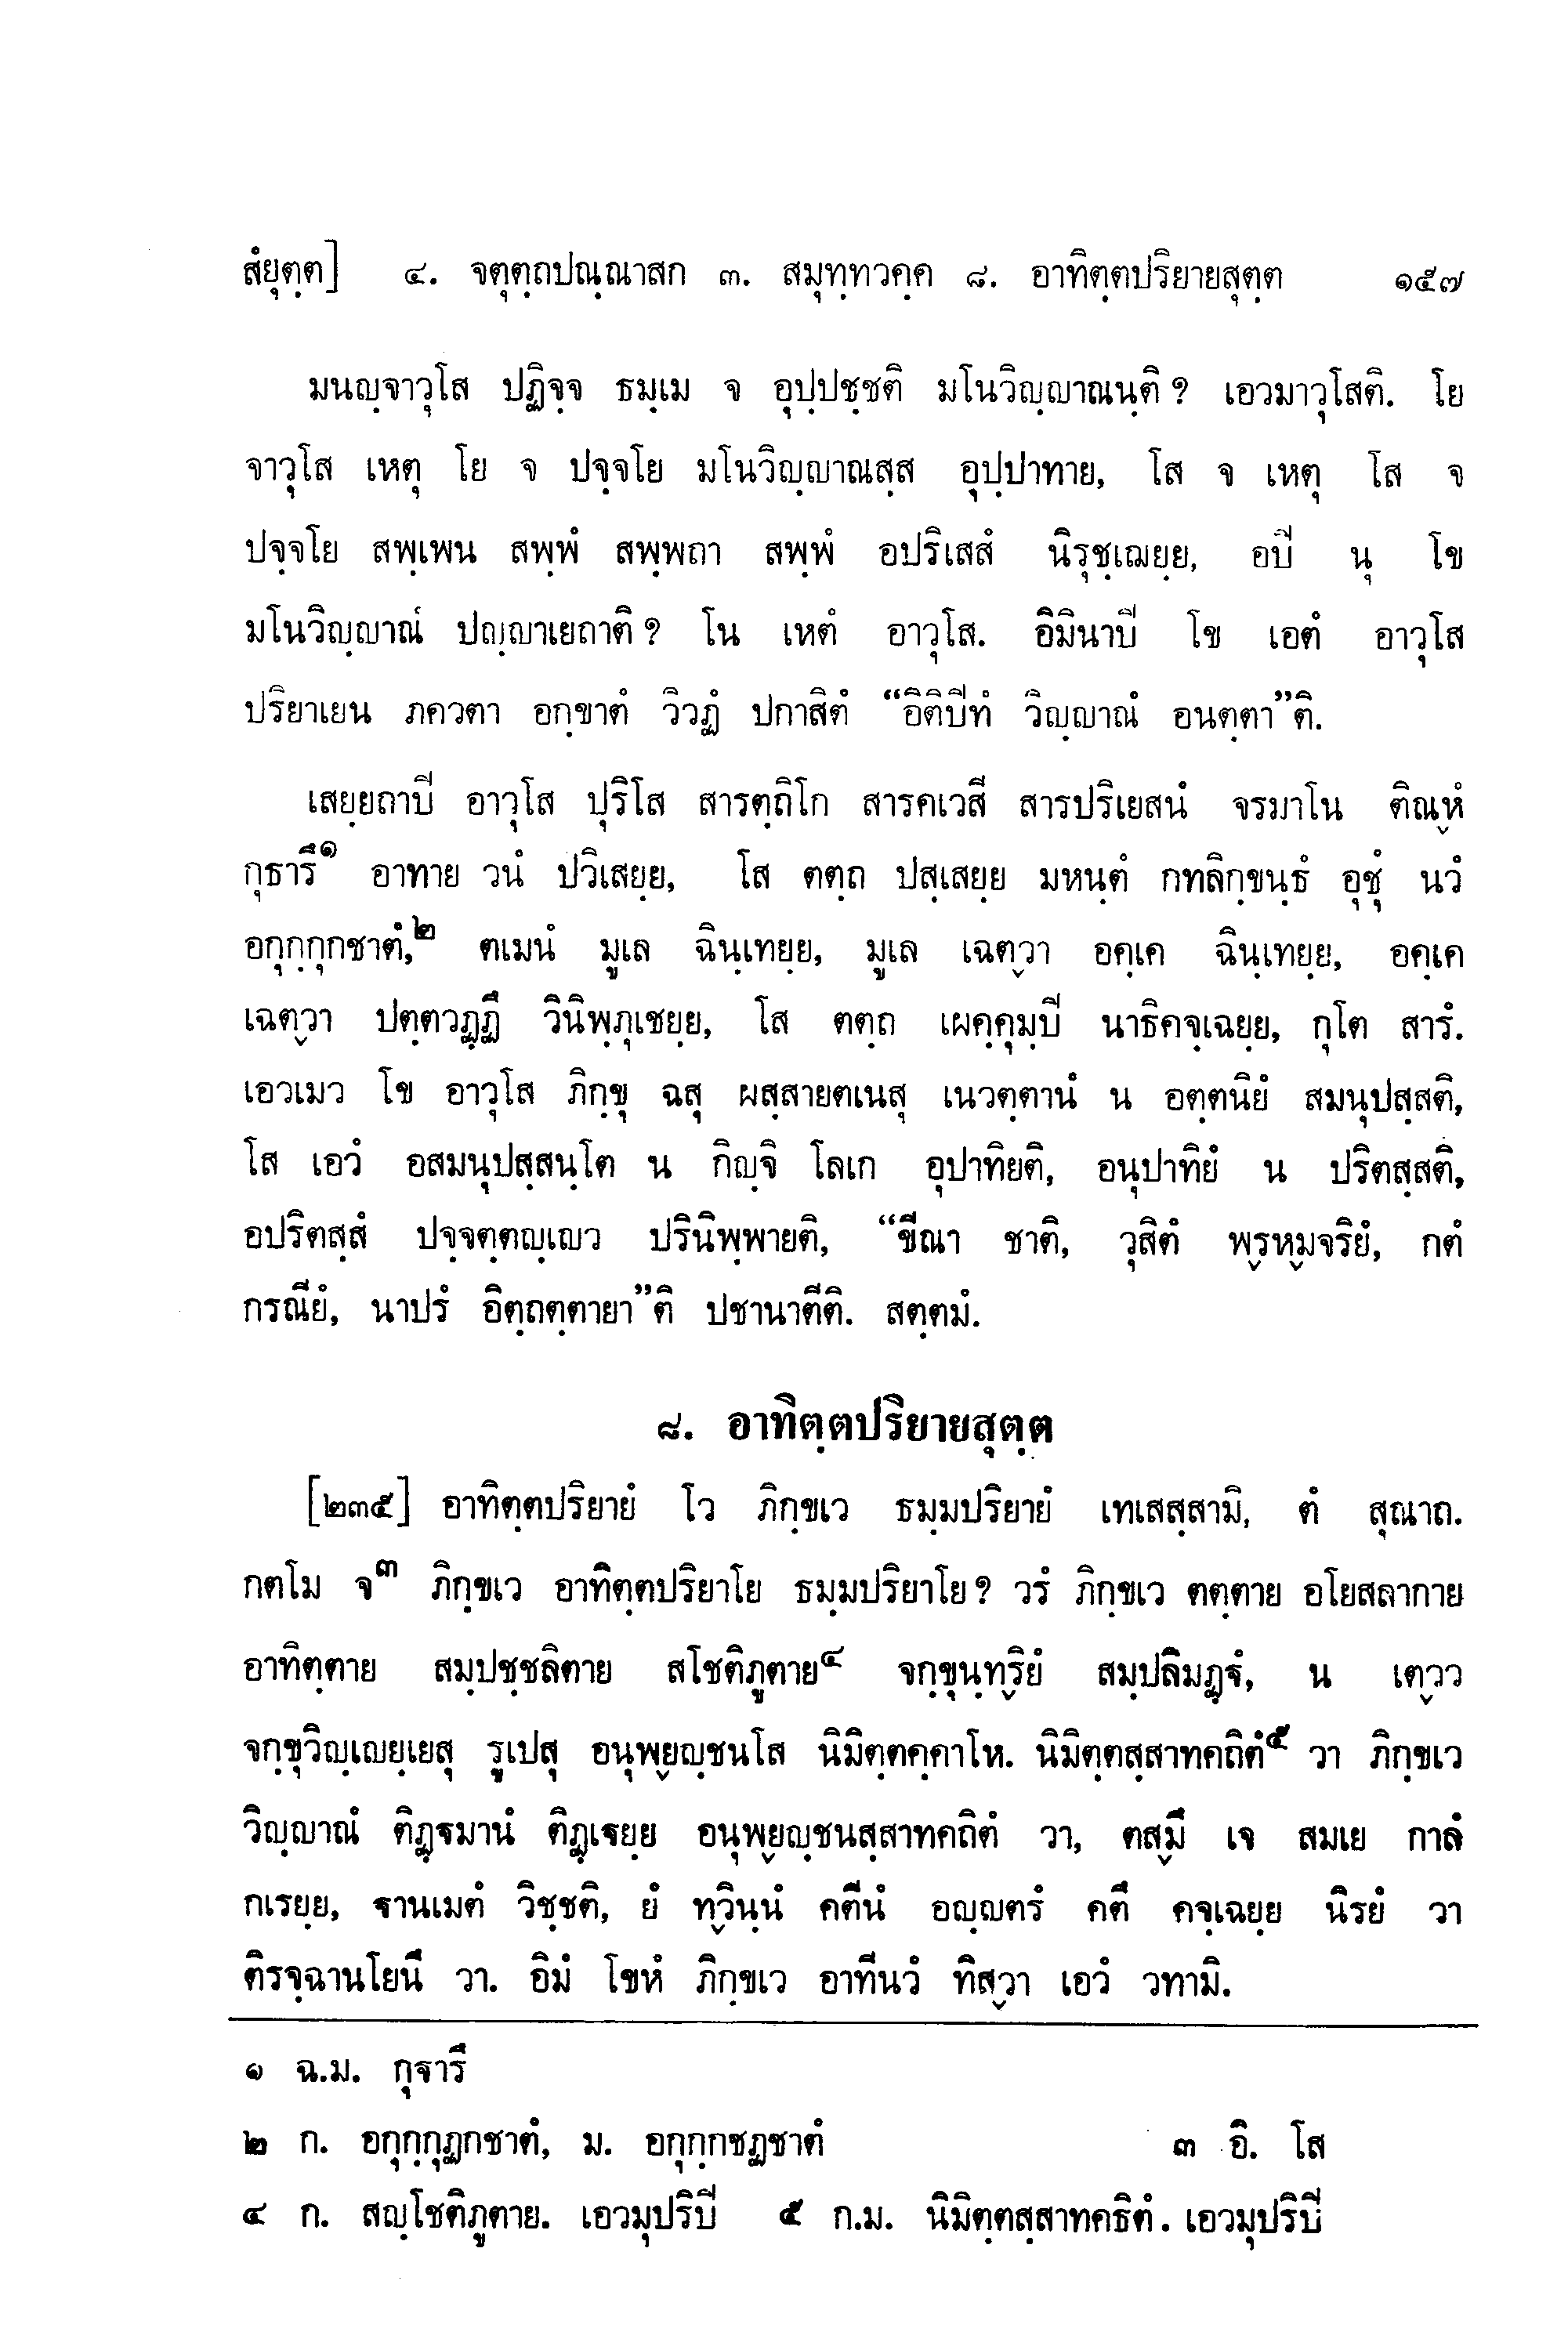 สํยุตฺต] ๔. จตุตฺถปณฺณาสก ๓. สมุทฺทวคฺค ๘. อาทิตฺตปริยายสุตฺต ๑๕๗
มนญฺจาวุโส ปฏิจฺจ ธมฺเม จ อุปฺปชฺชติ มโนวิญฺญาณนฺติ ? เอวมาวุโสติ. โย
จาวุโส เหตุ โย จ ปจฺจโย มโนวิญฺญาณสฺส อุปฺปาทาย, โส จ เหตุ โส จ
ปจฺจโย สพฺเพน สพฺพํ สพฺพถา สพฺพํ อปริเสสํ นิรุชฺเฌยฺย, อปิ นุ โข
มโนวิญฺญาณํ ปญฺญาเยถาติ ? โน เหตํ อาวุโส. อิมินาปิ โข เอตํ อาวุโส
ปริยาเยน ภควตา อกฺขาตํ วิวฏํ ปกาสิตํ “อิติปิทํ วิญฺญาณํ อนตฺตา”ติ.
เสยฺยถาปิ อาวุโส ปุริโส สารตฺถิโก สารคเวสี สารปริเยสนํ จรมาโน ติณฺหํ
กุธารึ๑ อาทาย วนํ ปวิเสยฺย, โส ตตฺถ ปสฺเสยฺย มหนฺตํ กทลิกฺขนฺธํ อุชุํ นวํ
อกุกฺกุกชาตํ,๒ ตเมนํ มูเล ฉินฺเทยฺย, มูเล เฉตฺวา อคฺเค ฉินฺเทยฺย, อคฺเค
เฉตฺวา ปตฺตวฏฺฏึ วินิพฺภุเชยฺย, โส ตตฺถ เผคฺคุมฺปิ นาธิคจฺเฉยฺย, กุโต สารํ.
เอวเมว โข อาวุโส ภิกฺขุ ฉสุ ผสฺสายตเนสุ เนวตฺตานํ น อตฺตนิยํ สมนุปสฺสติ,
โส เอวํ อสมนุปสฺสนฺโต น กิญฺจิ โลเก อุปาทิยติ, อนุปาทิยํ น ปริตสฺสติ,
อปริตสฺสํ ปจฺจตฺตญฺเญว ปรินิพฺพายติ, “ขีณา ชาติ, วุสิตํ พฺรหฺมจริยํ, กตํ
กรณียํ, นาปรํ อิตฺถตฺตายา”ติ ปชานาตีติ. สตฺตมํ.
๘. อาทิตฺตปริยายสุตฺต
[๒๓๕] อาทิตฺตปริยายํ โว ภิกฺขเว ธมฺมปริยายํ เทเสสฺสามิ, ตํ สุณาถ.
กตโม จ๓ ภิกฺขเว อาทิตฺตปริยาโย ธมฺมปริยาโย ? วรํ ภิกฺขเว ตตฺตาย อโยสลากาย
อาทิตฺตาย สมฺปชฺชลิตาย สโชติภูตาย๔ จกฺขุนฺทฺริยํ สมฺปลิมฏฺฐํ, น เตฺวว
จกฺขุวิญฺเญยฺเยสุ รูเปสุ อนุพฺยญฺชนโส นิมิตฺตคฺคาโห. นิมิตฺตสฺสาทคถิตํ๕ วา ภิกฺขเว
วิญฺญาณํ ติฏฺฐมานํ ติฏฺเฐยฺย อนุพฺยญฺชนสฺสาทคถิตํ วา, ตสฺมึ เจ สมเย กาลํ
กเรยฺย, ฐานเมตํ วิชฺชติ, ยํ ทฺวินฺนํ คตีนํ อญฺญตรํ คตึ คจฺเฉยฺย นิรยํ วา
ติรจฺฉานโยนึ วา. อิมํ โขหํ ภิกฺขเว อาทีนวํ ทิสฺวา เอวํ วทามิ.
๑ ฉ.ม. กุฐารึ
๒ ก. อกุกฺกุฏกชาตํ, ม. อกุกฺกชฏชาตํ ๓ อิ. โส
๔ ก. สญฺโชติภูตาย. เอวมุปริปิ ๕ ก.ม. นิมิตฺตสฺสาทคธิตํ. เอวมุปริปิ